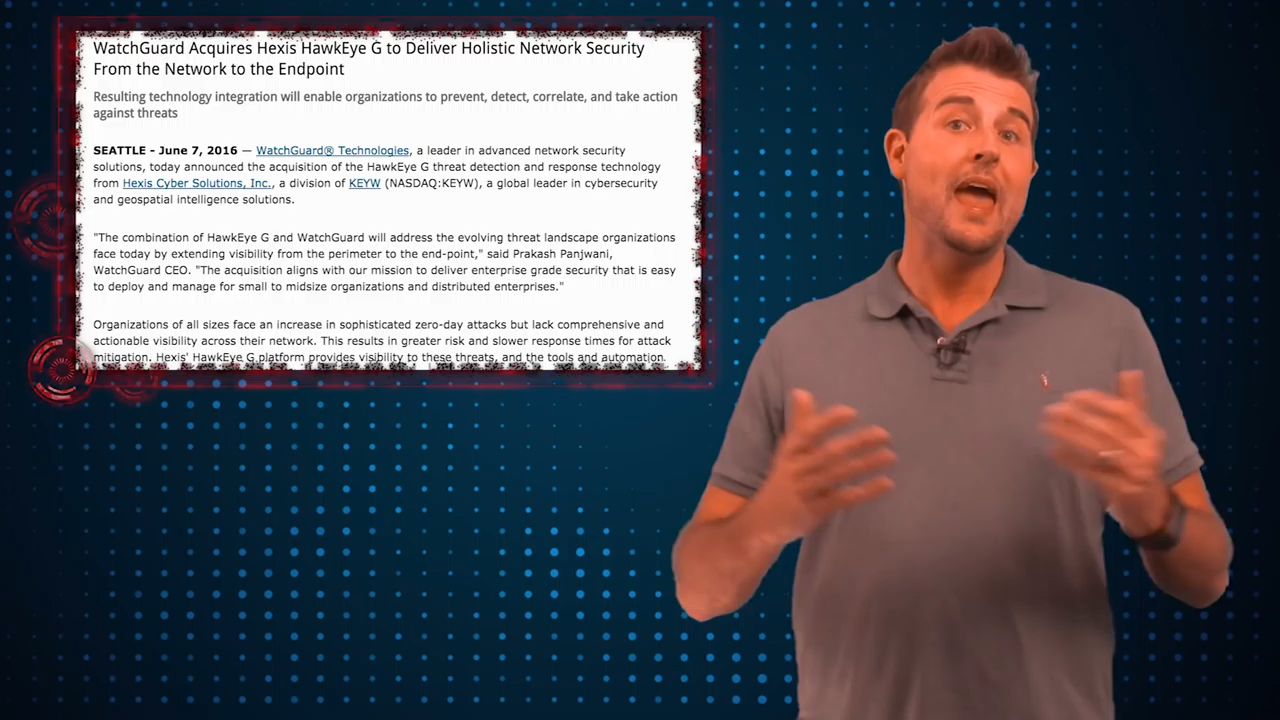 WatchGuard Acquires Hexis HawkEye G to Deliver Holistic Network Security
From the Network to the Endpoint
Resulting technology integration will enable organizations to prevent, detect, correlate, and take action
against threats
SEATTLE - June 7, 2016 — WatchGuard® Technologies, a leader in advanced network security
solutions, today announced the acquisition of the HawkEye G threat detection and response technology
from Hexis Cyber Solutions, Inc., a division of KEYW (NASDAQ:KEYW), a global leader in cybersecurity
and geospatial intelligence solutions.
"The combination of HawkEye G and WatchGuard will address the evolving threat landscape organizations
face today by extending visibility from the perimeter to the end-point," said Prakash Panjwani,
WatchGuard CEO. "The acquisition aligns with our mission to deliver enterprise grade security that is easy
to deploy and manage for small to midsize organizations and distributed enterprises."
Organizations of all sizes face an increase in sophisticated zero-day attacks but lack comprehensive and
actionable visibility across their network. This results in greater risk and slower response times for attack
mitigation. Hexis' HawkEye G platform provides visibility to these threats, and the tools and automation